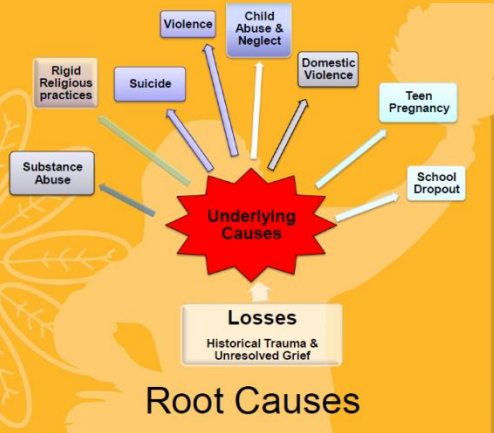 Violence
Child
Abuse &
Neglect
Domestic
Violence
Rigid
Religious
practices
Suicide
Teen
Pregnancy
Substance
Abuse
School
Dropout
Underlying
Causes
Losses
Historical Trauma &
Unresolved Grief
Root Causes